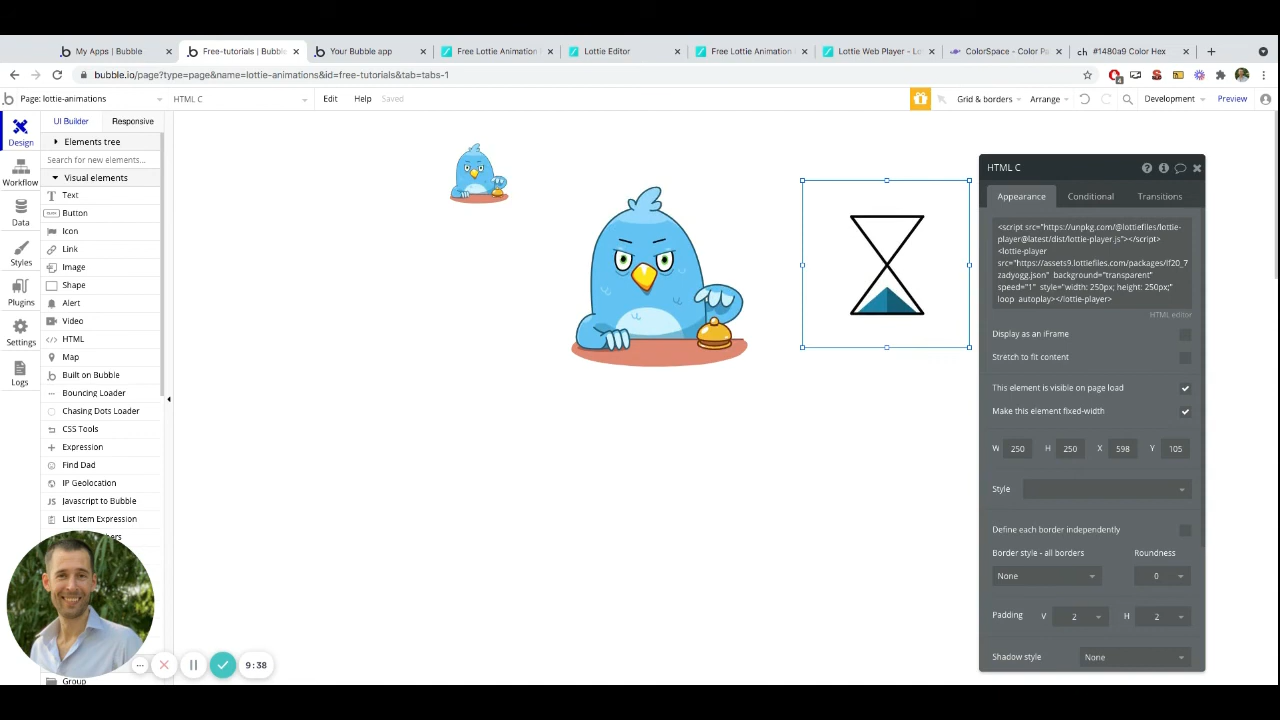 My Apps | Bubble
Free-tutorials | Bubble
Your Bubble app
Free Lottie Animation
Lottie Editor
Free Lottie Animation
Lottie Web Player - Lo
ColorSpace - Color Pa
ch #1480a9 Color Hex
bubble.io/page?type=page&name=lottie-animations&id=free-tutorials&tab=tabs-1
Page: lottie-animations
HTML C
Edit
Help
Saved
Grid & borders
Arrange
Development
Preview
Design
Workflow
Data
Styles
Plugins
Settings
Logs
UI Builder
Responsive
Elements tree
Search for new elements...
Visual elements
Text
CLICK Button
Icon
Link
Image
Shape
Alert
Video
</> HTML
Map
Built on Bubble
Bouncing Loader
Chasing Dots Loader
CSS Tools
Expression
Find Dad
IP Geolocation
JS Javascript to Bubble
List Item Expression
Group
9:38
HTML C
Appearance
Conditional
Transitions
<script src="https://unpkg.com/@lottiefiles/lottie-
player@latest/dist/lottie-player.js"></script>
<lottie-player
src="https://assets9.lottiefiles.com/packages/lf20_7
zadyogg.json" background="transparent"
speed="1" style="width: 250px; height: 250px;"
loop autoplay></lottie-player>
HTML editor
Display as an iFrame
Stretch to fit content
This element is visible on page load
Make this element fixed-width
W 250 H 250 X 598 Y 105
Style
Define each border independently
Border style - all borders
Roundness
None
0
Padding V 2 H 2
Shadow style None